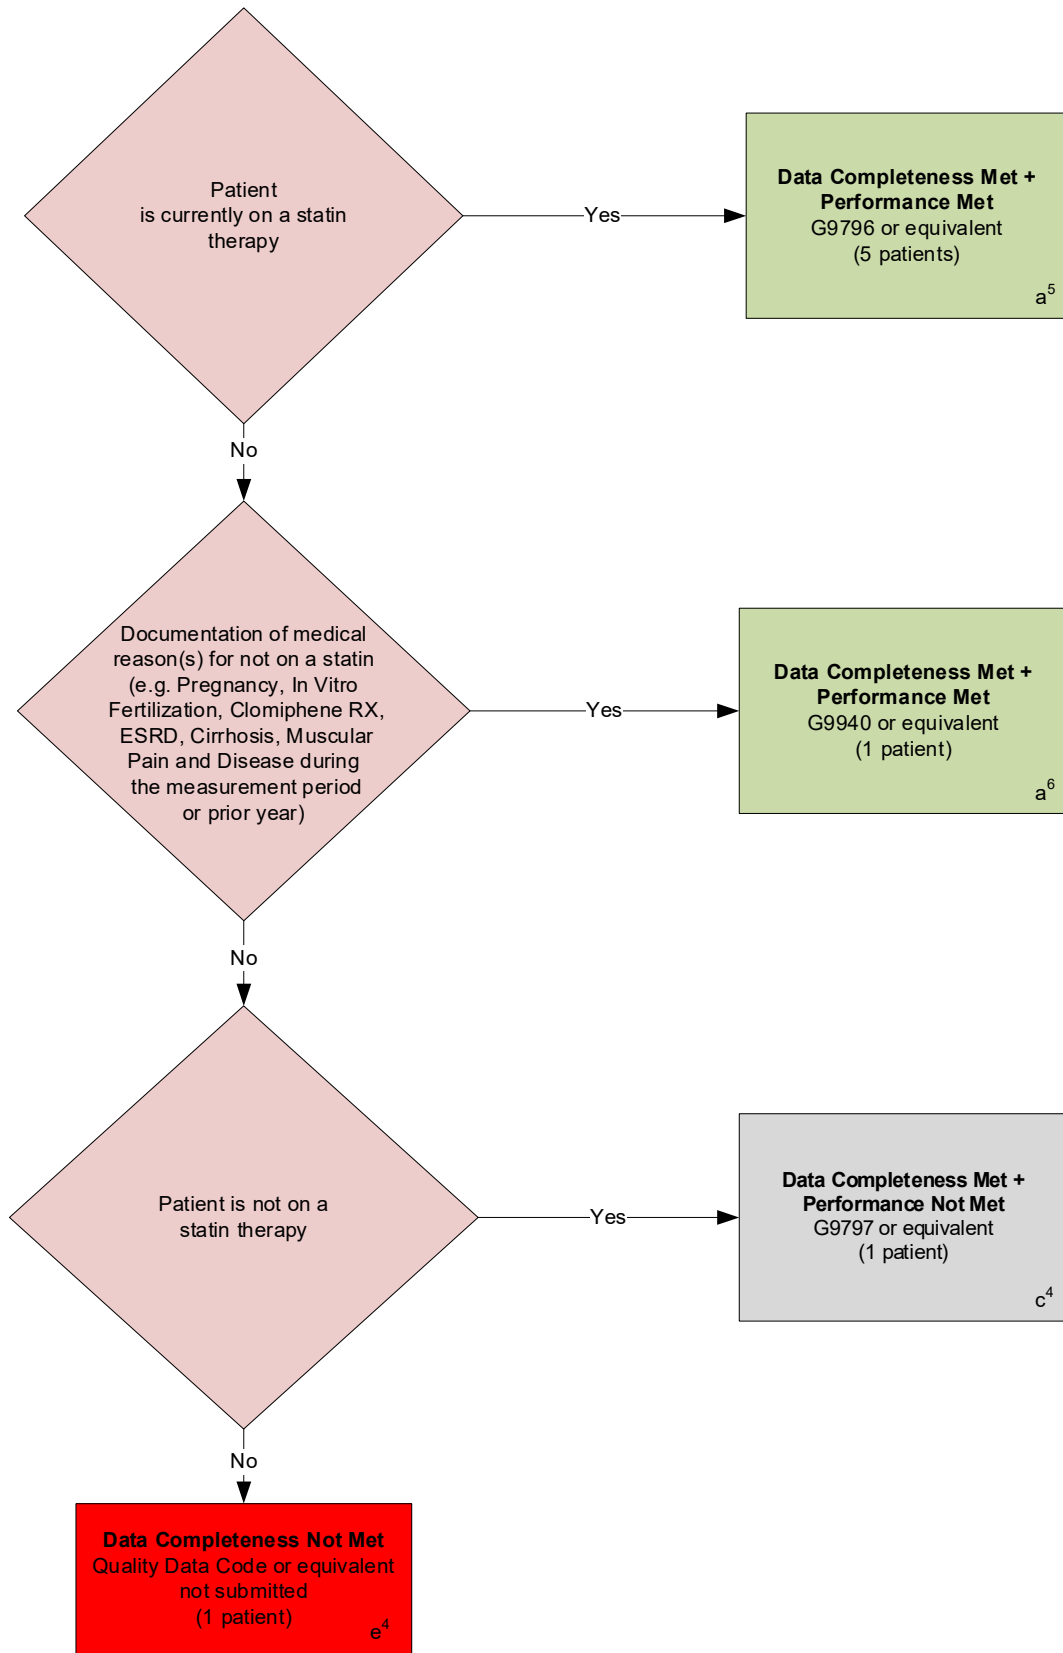 Patient
is currently on a statin
therapy
Yes
Data Completeness Met +
Performance Met
G9796 or equivalent
(5 patients)
a⁵
No
Documentation of medical
reason(s) for not on a statin
(e.g. Pregnancy, In Vitro
Fertilization, Clomiphene RX,
ESRD, Cirrhosis, Muscular
Pain and Disease during
the measurement period
or prior year)
Yes
Data Completeness Met +
Performance Met
G9940 or equivalent
(1 patient)
a⁶
No
Patient is not on a
statin therapy
Yes
Data Completeness Met +
Performance Not Met
G9797 or equivalent
(1 patient)
c⁴
No
Data Completeness Not Met
Quality Data Code or equivalent
not submitted
(1 patient)
e⁴